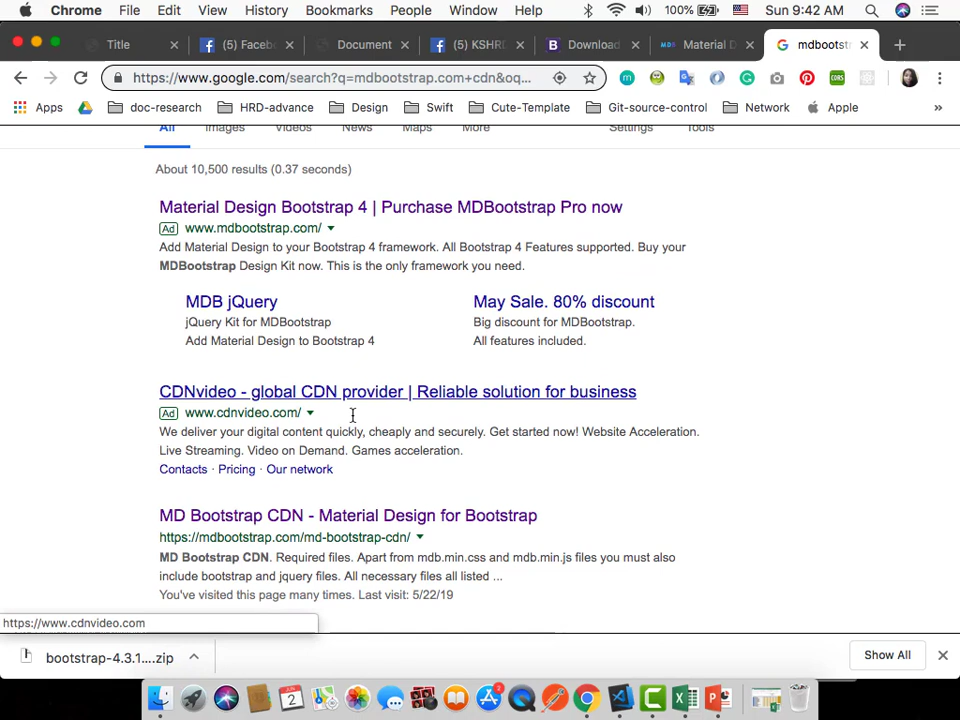 Chrome File Edit View History Bookmarks People Window Help 100% Sun 9:42 AM
Title (5) Faceb Document (5) KSHRD Download Material D mdbootstr
https://www.google.com/search?q=mdbootstrap.com+cdn&oq...
Apps doc-research HRD-advance Design Swift Cute-Template Git-source-control Network Apple »
All Images Videos News Maps More Settings Tools
About 10,500 results (0.37 seconds)
Material Design Bootstrap 4 | Purchase MDBootstrap Pro now
Ad www.mdbootstrap.com/
Add Material Design to your Bootstrap 4 framework. All Bootstrap 4 Features supported. Buy your
MDBootstrap Design Kit now. This is the only framework you need.
MDB jQuery May Sale. 80% discount
jQuery Kit for MDBootstrap Big discount for MDBootstrap.
Add Material Design to Bootstrap 4 All features included.
CDNvideo - global CDN provider | Reliable solution for business
Ad www.cdnvideo.com/
We deliver your digital content quickly, cheaply and securely. Get started now! Website Acceleration.
Live Streaming. Video on Demand. Games acceleration.
Contacts · Pricing · Our network
MD Bootstrap CDN - Material Design for Bootstrap
https://mdbootstrap.com/md-bootstrap-cdn/
MD Bootstrap CDN. Required files. Apart from mdb.min.css and mdb.min.js files you must also
include bootstrap and jquery files. All necessary files all listed ...
You've visited this page many times. Last visit: 5/22/19
https://www.cdnvideo.com
bootstrap-4.3.1....zip Show All